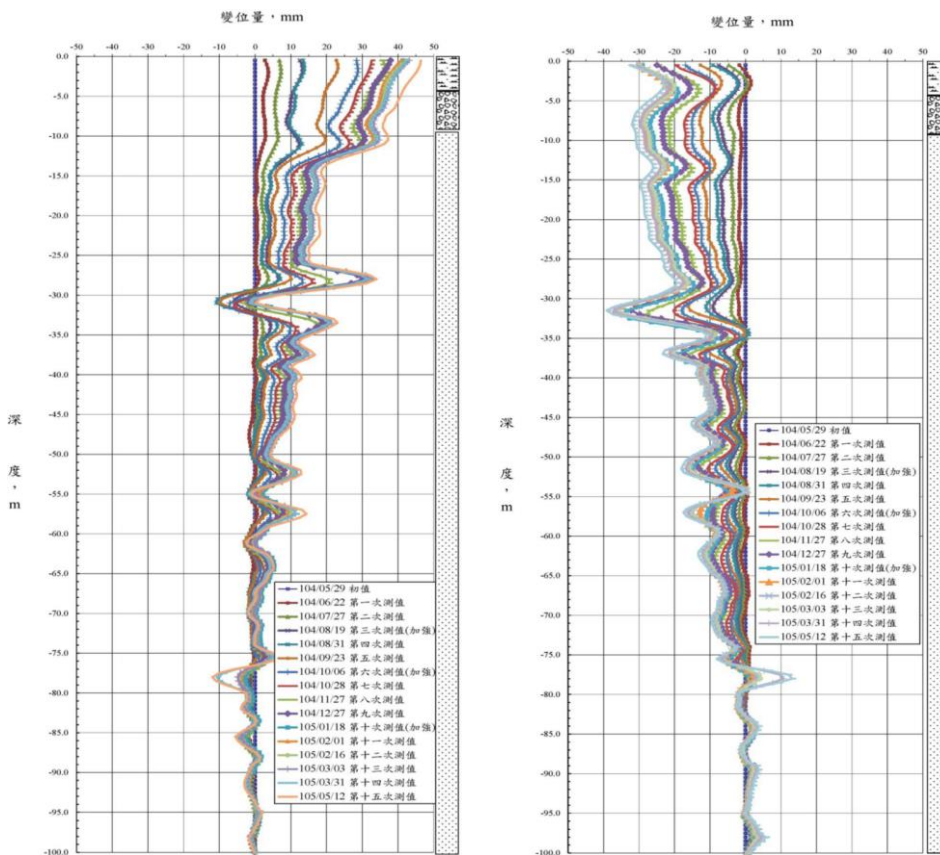 變位量，mm
-50 -40 -30 -20 -10 0 10 20 30 40 50
0.0
-5.0
-10.0
-15.0
-20.0
-25.0
-30.0
-35.0
-40.0
-45.0
-50.0
-55.0
-60.0
-65.0
-70.0
-75.0
-80.0
-85.0
-90.0
-95.0
-100.0
深度，m
104/05/29 初值
104/06/22 第一次測值
104/07/27 第二次測值
104/08/19 第三次測值(加強)
104/08/31 第四次測值
104/09/23 第五次測值
104/10/06 第六次測值(加強)
104/10/28 第七次測值
104/11/27 第八次測值
104/12/27 第九次測值
105/01/18 第十次測值(加強)
105/02/01 第十一次測值
105/02/16 第十二次測值
105/03/03 第十三次測值
105/03/31 第十四次測值
105/05/12 第十五次測值
變位量，mm
-50 -40 -30 -20 -10 0 10 20 30 40 50
0.0
-5.0
-10.0
-15.0
-20.0
-25.0
-30.0
-35.0
-40.0
-45.0
-50.0
-55.0
-60.0
-65.0
-70.0
-75.0
-80.0
-85.0
-90.0
-95.0
-100.0
深度，m
104/05/29 初值
104/06/22 第一次測值
104/07/27 第二次測值
104/08/19 第三次測值(加強)
104/08/31 第四次測值
104/09/23 第五次測值
104/10/06 第六次測值(加強)
104/10/28 第七次測值
104/11/27 第八次測值
104/12/27 第九次測值
105/01/18 第十次測值(加強)
105/02/01 第十一次測值
105/02/16 第十二次測值
105/03/03 第十三次測值
105/03/31 第十四次測值
105/05/12 第十五次測值